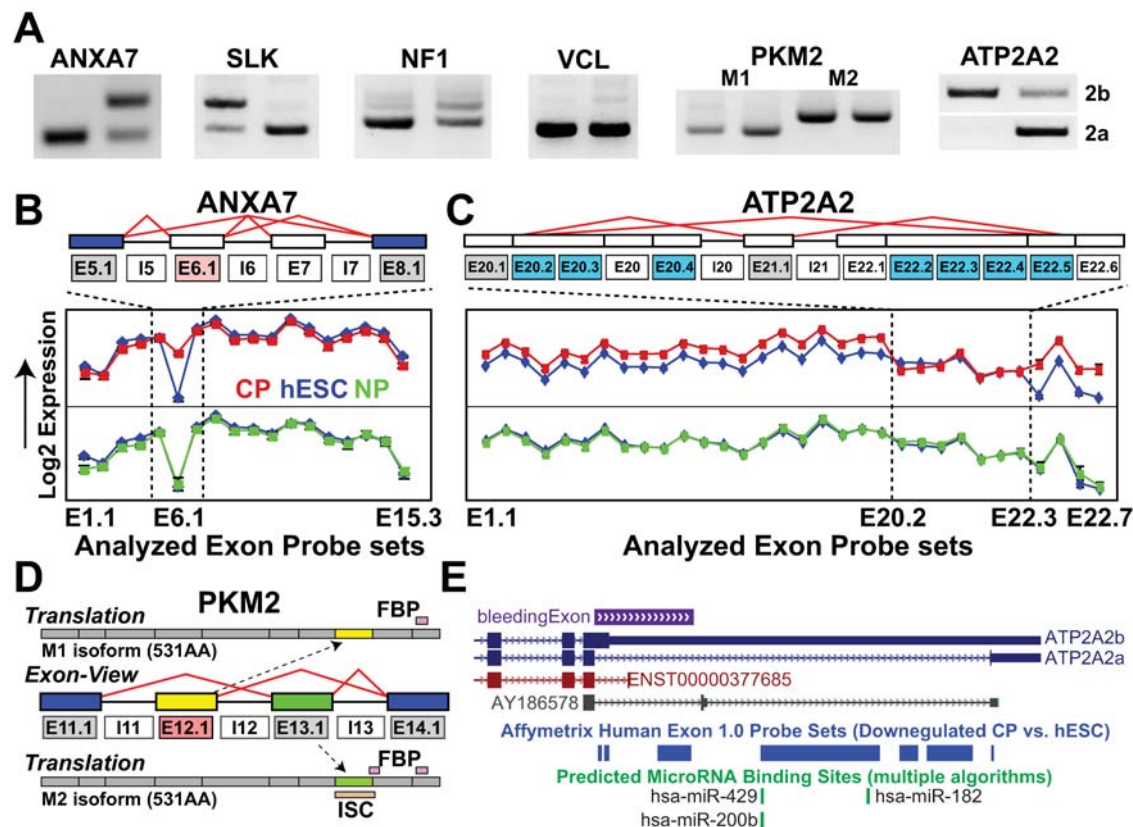 A
ANXA7
SLK
NF1
VCL
PKM2
M1 M2
ATP2A2
2b
2a
B
ANXA7
E5.1 I5 E6.1 I6 E7 I7 E8.1
CP hESC NP
Log2 Expression
E1.1 E6.1 E15.3
Analyzed Exon Probe sets
C
ATP2A2
E20.1 E20.2 E20.3 E20 E20.4 I20 E21.1 I21 E22.1 E22.2 E22.3 E22.4 E22.5 E22.6
E1.1 E20.2 E22.3 E22.7
Analyzed Exon Probe sets
D
PKM2
Translation
FBP
M1 isoform (531AA)
Exon-View
E11.1 I11 E12.1 I12 E13.1 I13 E14.1
Translation
FBP
M2 isoform (531AA)
ISC
E
bleedingExon
ATP2A2b
ATP2A2a
ENST00000377685
AY186578
Affymetrix Human Exon 1.0 Probe Sets (Downegulated CP vs. hESC)
Predicted MicroRNA Binding Sites (multiple algorithms)
hsa-miR-429 hsa-miR-182
hsa-miR-200b